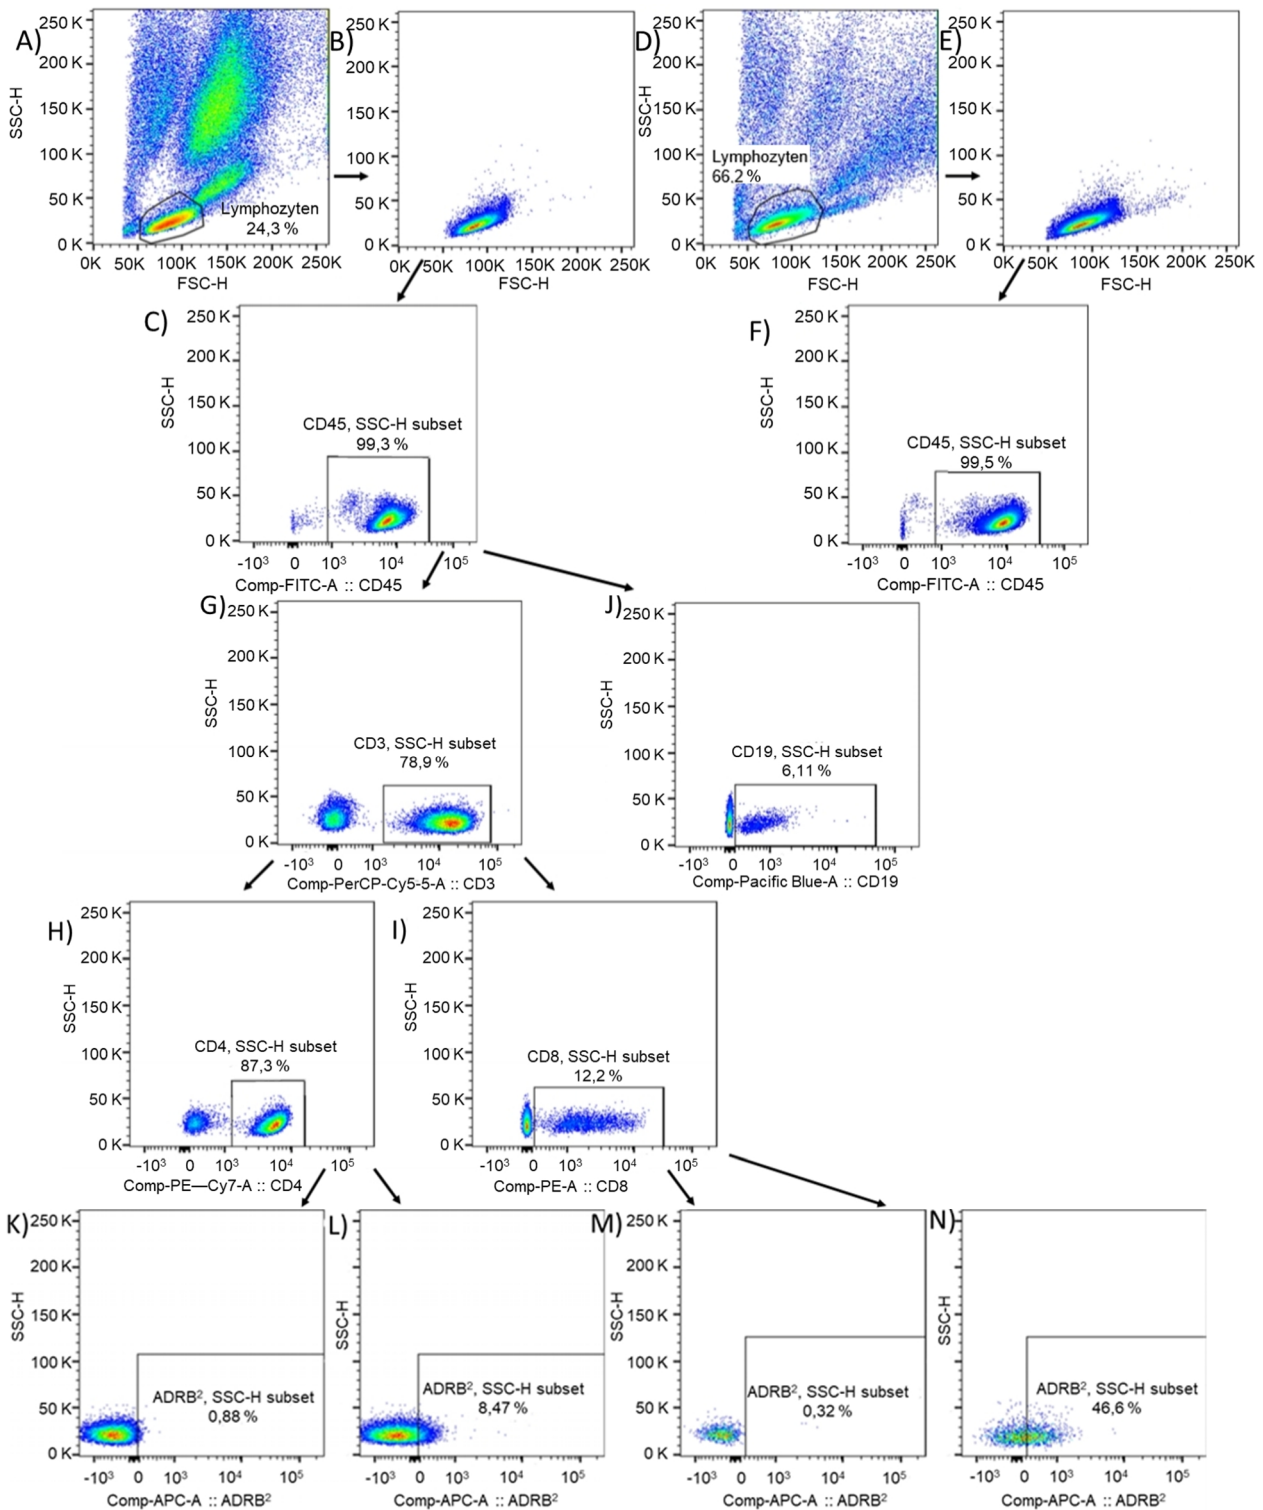 A)
250 K
200 K
150 K
100 K
50 K
0 K
SSC-H
Lymphozyten
24,3 %
0K 50K 100K 150K 200K 250K
FSC-H
B)
250 K
200 K
150 K
100 K
50 K
0 K
0K 50K 100K 150K 200K 250K
FSC-H
D)
250 K
200 K
150 K
100 K
50 K
0 K
SSC-H
Lymphozyten
66,2 %
0K 50K 100K 150K 200K 250K
FSC-H
E)
250 K
200 K
150 K
100 K
50 K
0 K
0K 50K 100K 150K 200K 250K
FSC-H
C)
250 K
200 K
150 K
100 K
50 K
0 K
SSC-H
CD45, SSC-H subset
99,3 %
-10³ 0 10³ 10⁴ 10⁵
Comp-FITC-A :: CD45
F)
250 K
200 K
150 K
100 K
50 K
0 K
SSC-H
CD45, SSC-H subset
99,5 %
-10³ 0 10³ 10⁴ 10⁵
Comp-FITC-A :: CD45
G)
250 K
200 K
150 K
100 K
50 K
0 K
SSC-H
CD3, SSC-H subset
78,9 %
-10³ 0 10³ 10⁴ 10⁵
Comp-PerCP-Cy5-5-A :: CD3
J)
250 K
200 K
150 K
100 K
50 K
0 K
SSC-H
CD19, SSC-H subset
6,11 %
-10³ 0 10³ 10⁴ 10⁵
Comp-Pacific Blue-A :: CD19
H)
250 K
200 K
150 K
100 K
50 K
0 K
SSC-H
CD4, SSC-H subset
87,3 %
-10³ 0 10³ 10⁴ 10⁵
Comp-PE—Cy7-A :: CD4
I)
250 K
200 K
150 K
100 K
50 K
0 K
SSC-H
CD8, SSC-H subset
12,2 %
-10³ 0 10³ 10⁴ 10⁵
Comp-PE-A :: CD8
K)
250 K
200 K
150 K
100 K
50 K
0 K
SSC-H
ADRB², SSC-H subset
0,88 %
-10³ 0 10³ 10⁴ 10⁵
Comp-APC-A :: ADRB²
L)
SSC-H
ADRB², SSC-H subset
8,47 %
-10³ 0 10³ 10⁴ 10⁵
Comp-APC-A :: ADRB²
M)
250 K
200 K
150 K
100 K
50 K
0 K
SSC-H
ADRB², SSC-H subset
0,32 %
-10³ 0 10³ 10⁴ 10⁵
Comp-APC-A :: ADRB²
N)
ADRB², SSC-H subset
46,6 %
-10³ 0 10³ 10⁴ 10⁵
Comp-APC-A :: ADRB²